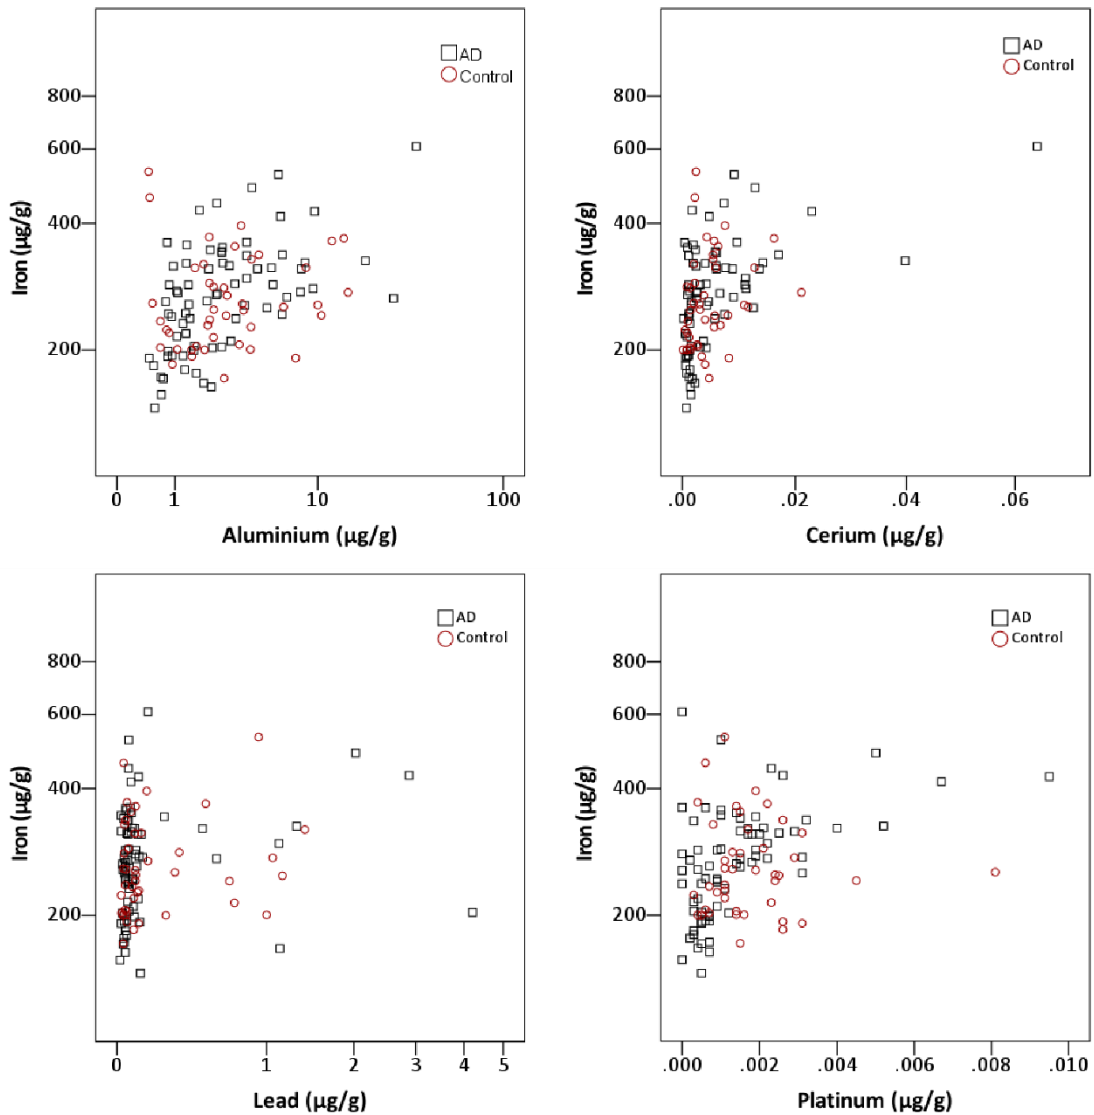 AD
Control
800
600
400
200
Iron (µg/g)
0 1 10 100
Aluminium (µg/g)
AD
Control
800
600
400
200
Iron (ug/g)
.00 .02 .04 .06
Cerium (µg/g)
AD
Control
800
600
400
200
Iron (µg/g)
0 1 2 3 4 5
Lead (µg/g)
AD
Control
800
600
400
200
Iron (µg/g)
.000 .002 .004 .006 .008 .010
Platinum (µg/g)